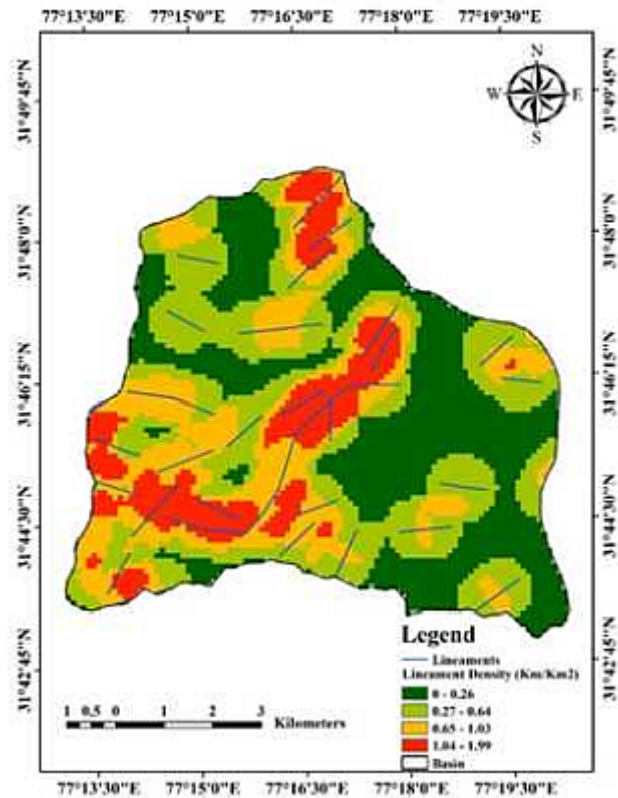 77°13'30"E 77°15'0"E 77°16'30"E 77°18'0"E 77°19'30"E
31°49'45"N
31°48'0"N
31°46'15"N
31°44'30"N
31°42'45"N
N
W E
S
31°49'45"N
31°48'0"N
31°46'15"N
31°44'30"N
31°42'45"N
Legend
Lineaments
Lineament Density (Km/Km2)
0 - 0.26
0.27 - 0.64
0.65 - 1.03
1.04 - 1.99
Basin
1 0.5 0 1 2 3
Kilometers
77°13'30"E 77°15'0"E 77°16'30"E 77°18'0"E 77°19'30"E